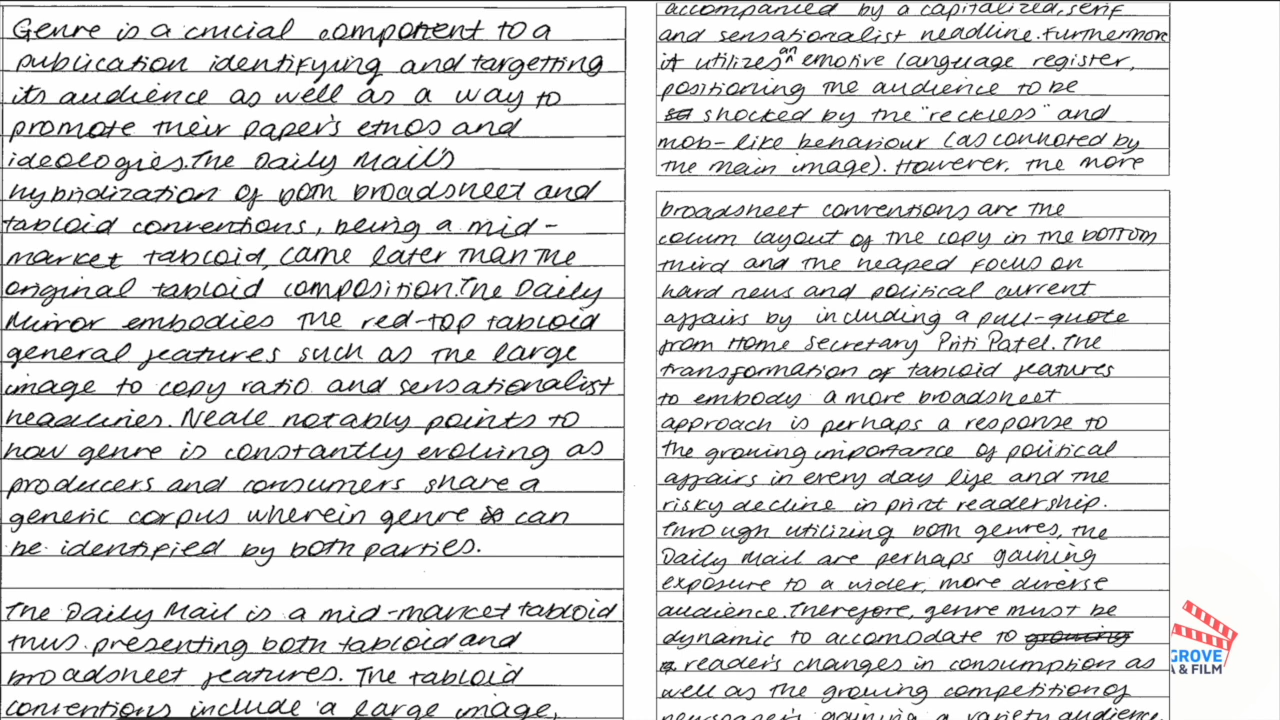 Genre is a crucial component to a
publication identifying and targetting
its audience as well as a way to
promote their paper's ethos and
ideologies. The Daily Mail's
hybridization of both broadsheet and
tabloid conventions, being a mid-
market tabloid, came later than the
original tabloid composition. The Daily
Mirror embodies the red-top tabloid
general features such as the large
image to copy ratio and sensationalist
headlines. Neale notably points to
how genre is constantly evolving as
producers and consumers share a
generic corpus wherein genre is can
be identified by both parties.
The Daily Mail is a mid-market tabloid
thus presenting both tabloid and
broadsheet features. The tabloid
conventions include a large image,
accompanied by a capitalized, serif
and sensationalist headline. Furthermore
it utilizes an emotive language register,
positioning the audience to be
shocked by the "reckless" and
mob-like behaviour (as connoted by
the main image). However, the more
broadsheet conventions are the
colum layout of the copy in the bottom
third and the heaped focus on
hard news and political current
affairs by including a pull-quote
from Home Secretary Priti Patel. The
transformation of tabloid features
to embody a more broadsheet
approach is perhaps a response to
the growing importance of political
affairs in every day life and the
risky decline in print readership.
Through utilizing both genres, the
Daily Mail are perhaps gaining
exposure to a wider, more diverse
audience. Therefore, genre must be
dynamic to accomodate to growing
reader's changes in consumption as
well as the growing competition of
newspaper's gaining a variety audience.
GROVE
A & FILM